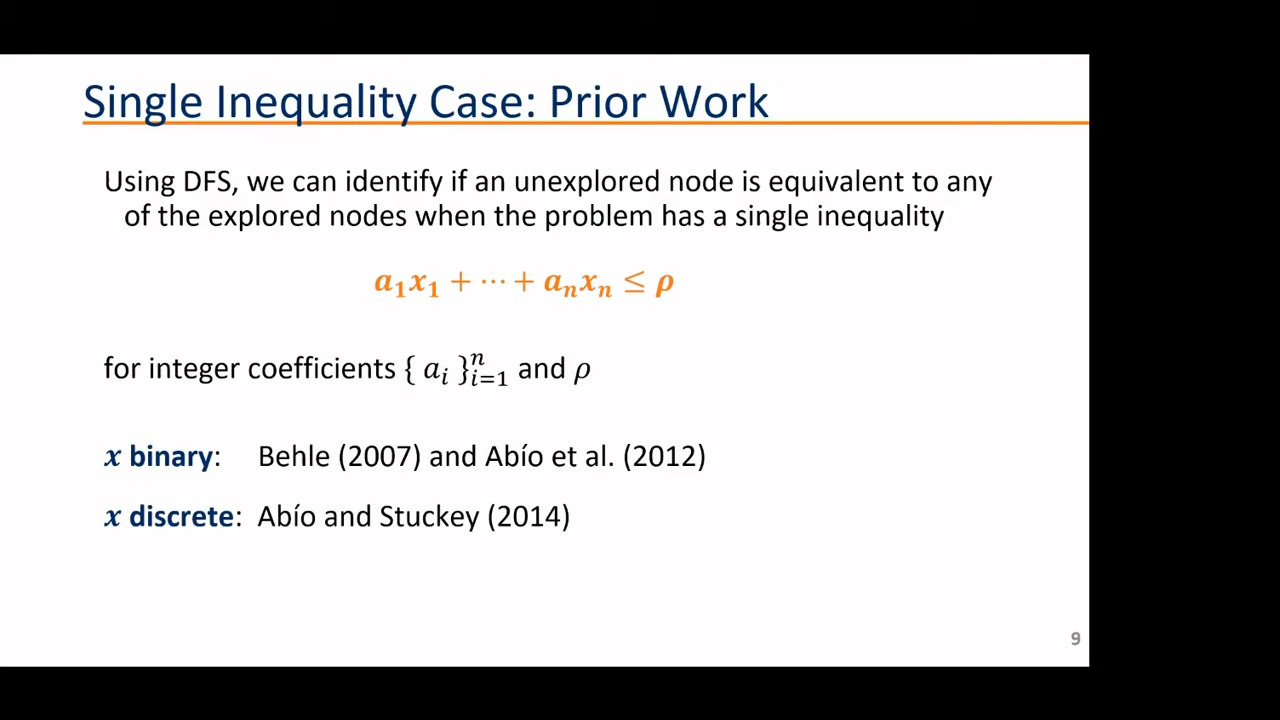 Single Inequality Case: Prior Work
Using DFS, we can identify if an unexplored node is equivalent to any
of the explored nodes when the problem has a single inequality
a₁x₁ + ⋯ + aₙxₙ ≤ ρ
for integer coefficients { aᵢ }ⁿᵢ₌₁ and ρ
x binary: Behle (2007) and Abío et al. (2012)
x discrete: Abío and Stuckey (2014)
9